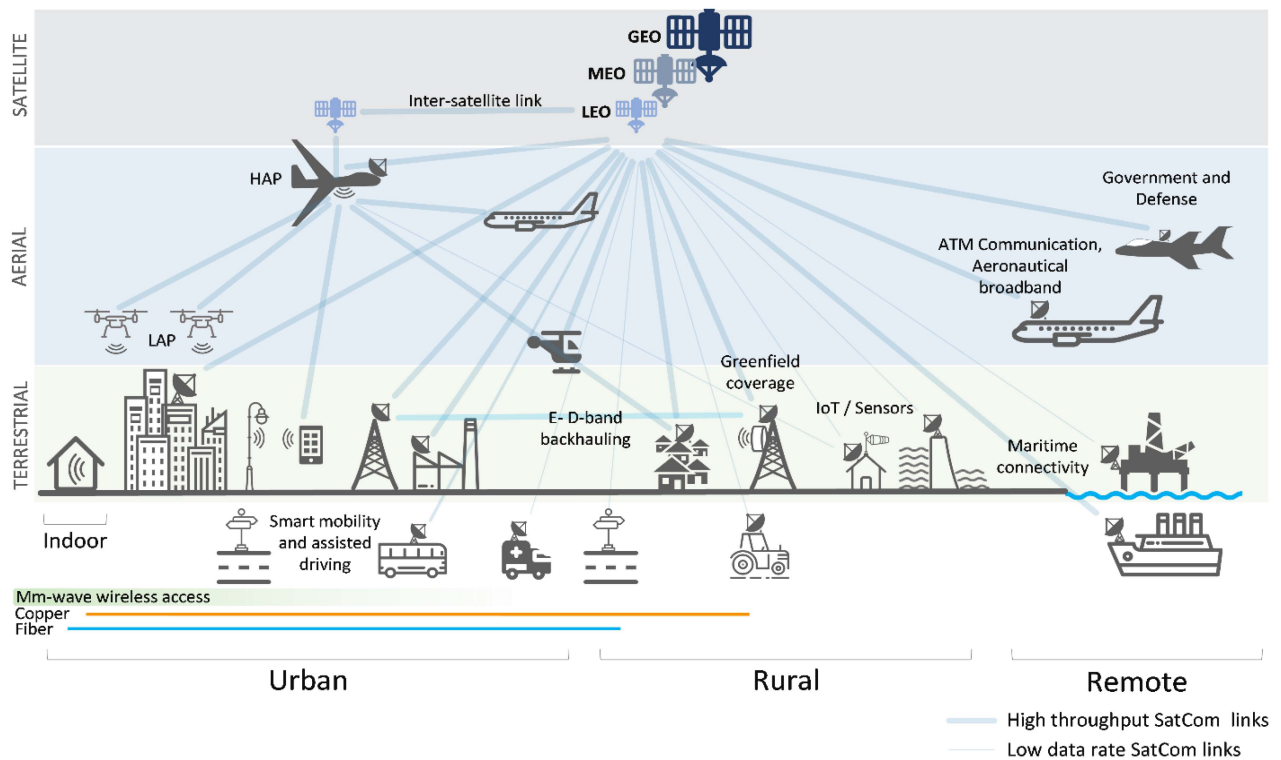 SATELLITE
GEO
MEO
LEO
Inter-satellite link
AERIAL
HAP
LAP
Government and
Defense
ATM Communication,
Aeronautical
broadband
TERRESTRIAL
Greenfield
coverage
E- D-band
backhauling
IoT / Sensors
Maritime
connectivity
Indoor
Smart mobility
and assisted
driving
Mm-wave wireless access
Copper
Fiber
Urban
Rural
Remote
High throughput SatCom links
Low data rate SatCom links